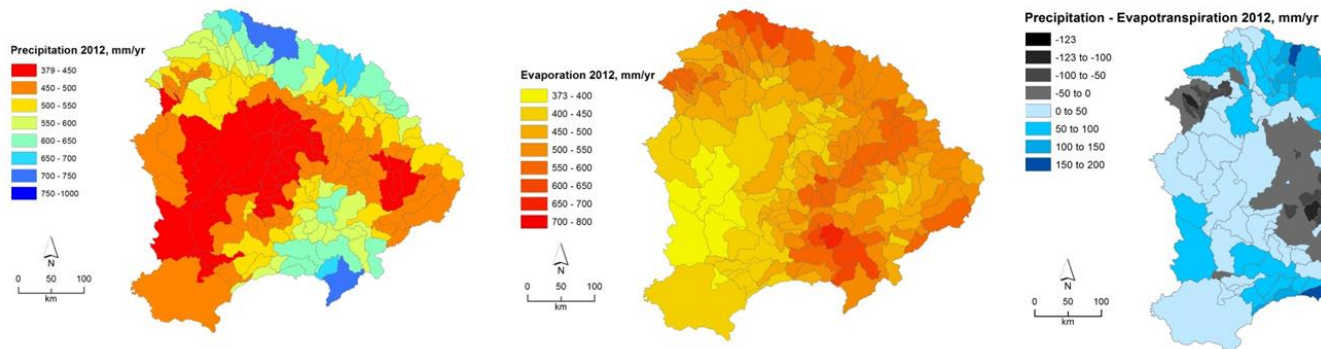 Precipitation 2012, mm/yr
379 - 450
450 - 500
500 - 550
550 - 600
600 - 650
650 - 700
700 - 750
750 -1000
N
0 50 100
km
Evaporation 2012, mm/yr
373 - 400
400 - 450
450 - 500
500 - 550
550 - 600
600 - 650
650 - 700
700 - 800
N
0 50 100
km
Precipitation - Evapotranspiration 2012, mm/yr
-123
-123 to -100
-100 to -50
-50 to 0
0 to 50
50 to 100
100 to 150
150 to 200
N
0 50 100
km